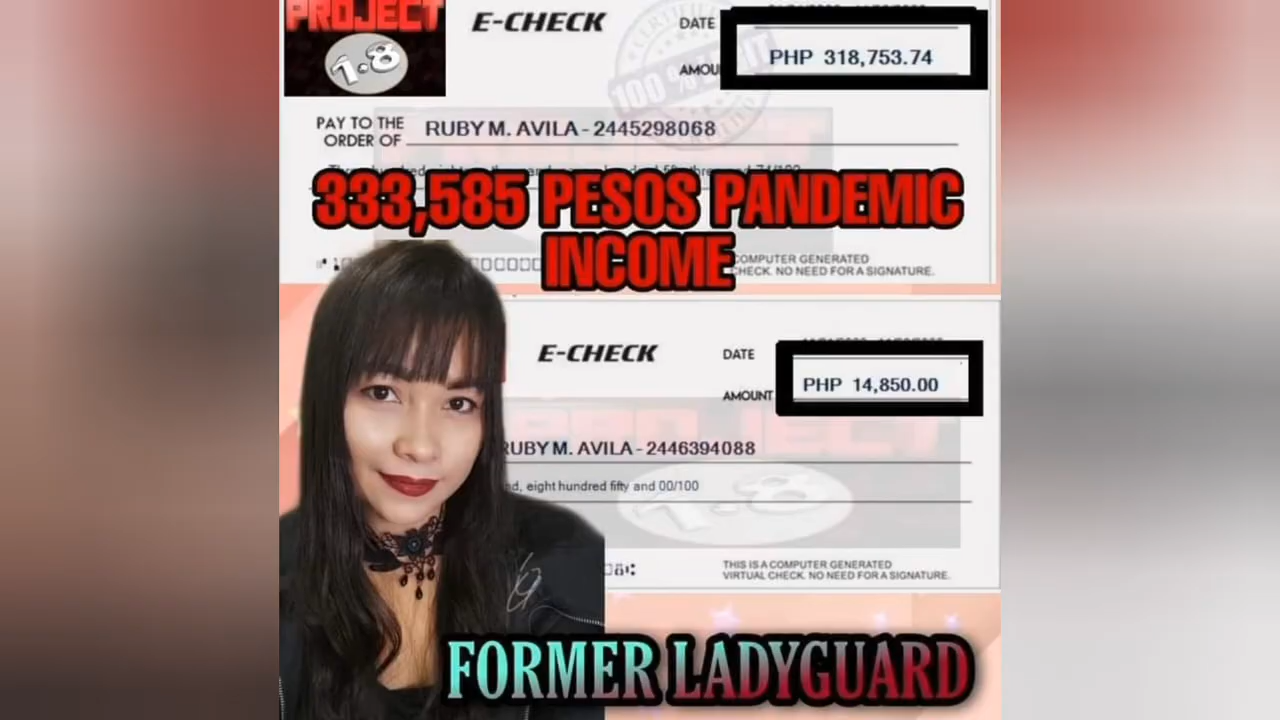 PROJECT
1.8
E-CHECK
DATE
PHP 318,753.74
PAY TO THE
ORDER OF
RUBY M. AVILA - 2445298068
333,585 PESOS PANDEMIC
INCOME
COMPUTER GENERATED
CHECK. NO NEED FOR A SIGNATURE.
E-CHECK
DATE
AMOUNT
PHP 14,850.00
RUBY M. AVILA - 2446394088
eight hundred fifty and 00/100
1.8
THIS IS A COMPUTER GENERATED
VIRTUAL CHECK. NO NEED FOR A SIGNATURE.
FORMER LADYGUARD